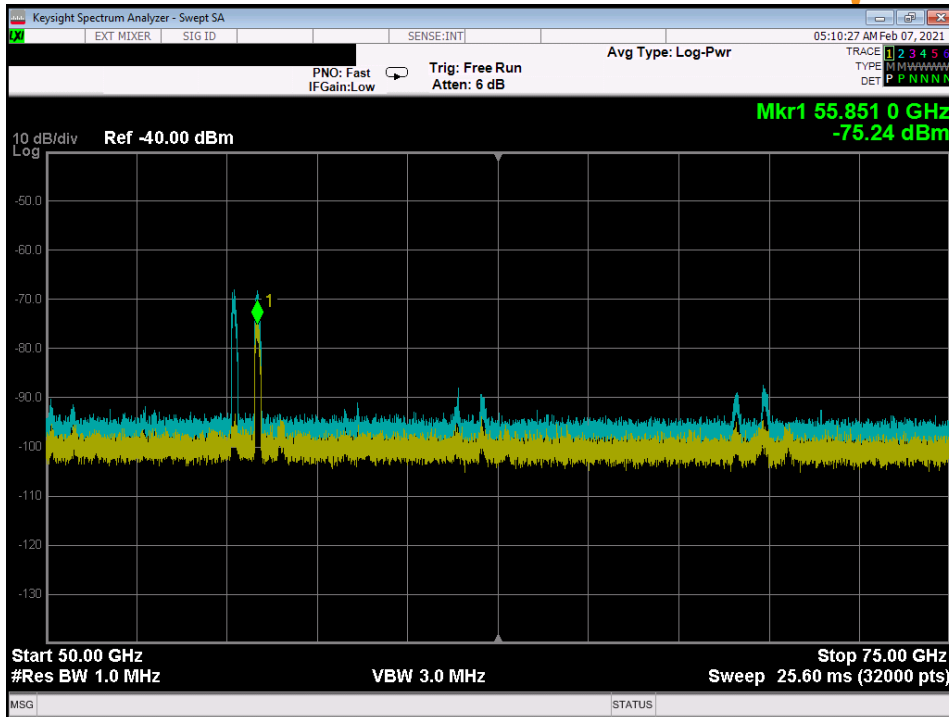 Keysight Spectrum Analyzer - Swept SA
LXI EXT MIXER SIG ID SENSE:INT 05:10:27 AM Feb 07, 2021
Avg Type: Log-Pwr TRACE 1 2 3 4 5 6
PNO: Fast Trig: Free Run TYPE M M W W W W
IFGain:Low Atten: 6 dB DET P P N N N N
Mkr1 55.851 0 GHz
10 dB/div Ref -40.00 dBm -75.24 dBm
Log
-50.0
-60.0
-70.0
1
-80.0
-90.0
-100
-110
-120
-130
Start 50.00 GHz Stop 75.00 GHz
#Res BW 1.0 MHz VBW 3.0 MHz Sweep 25.60 ms (32000 pts)
MSG STATUS